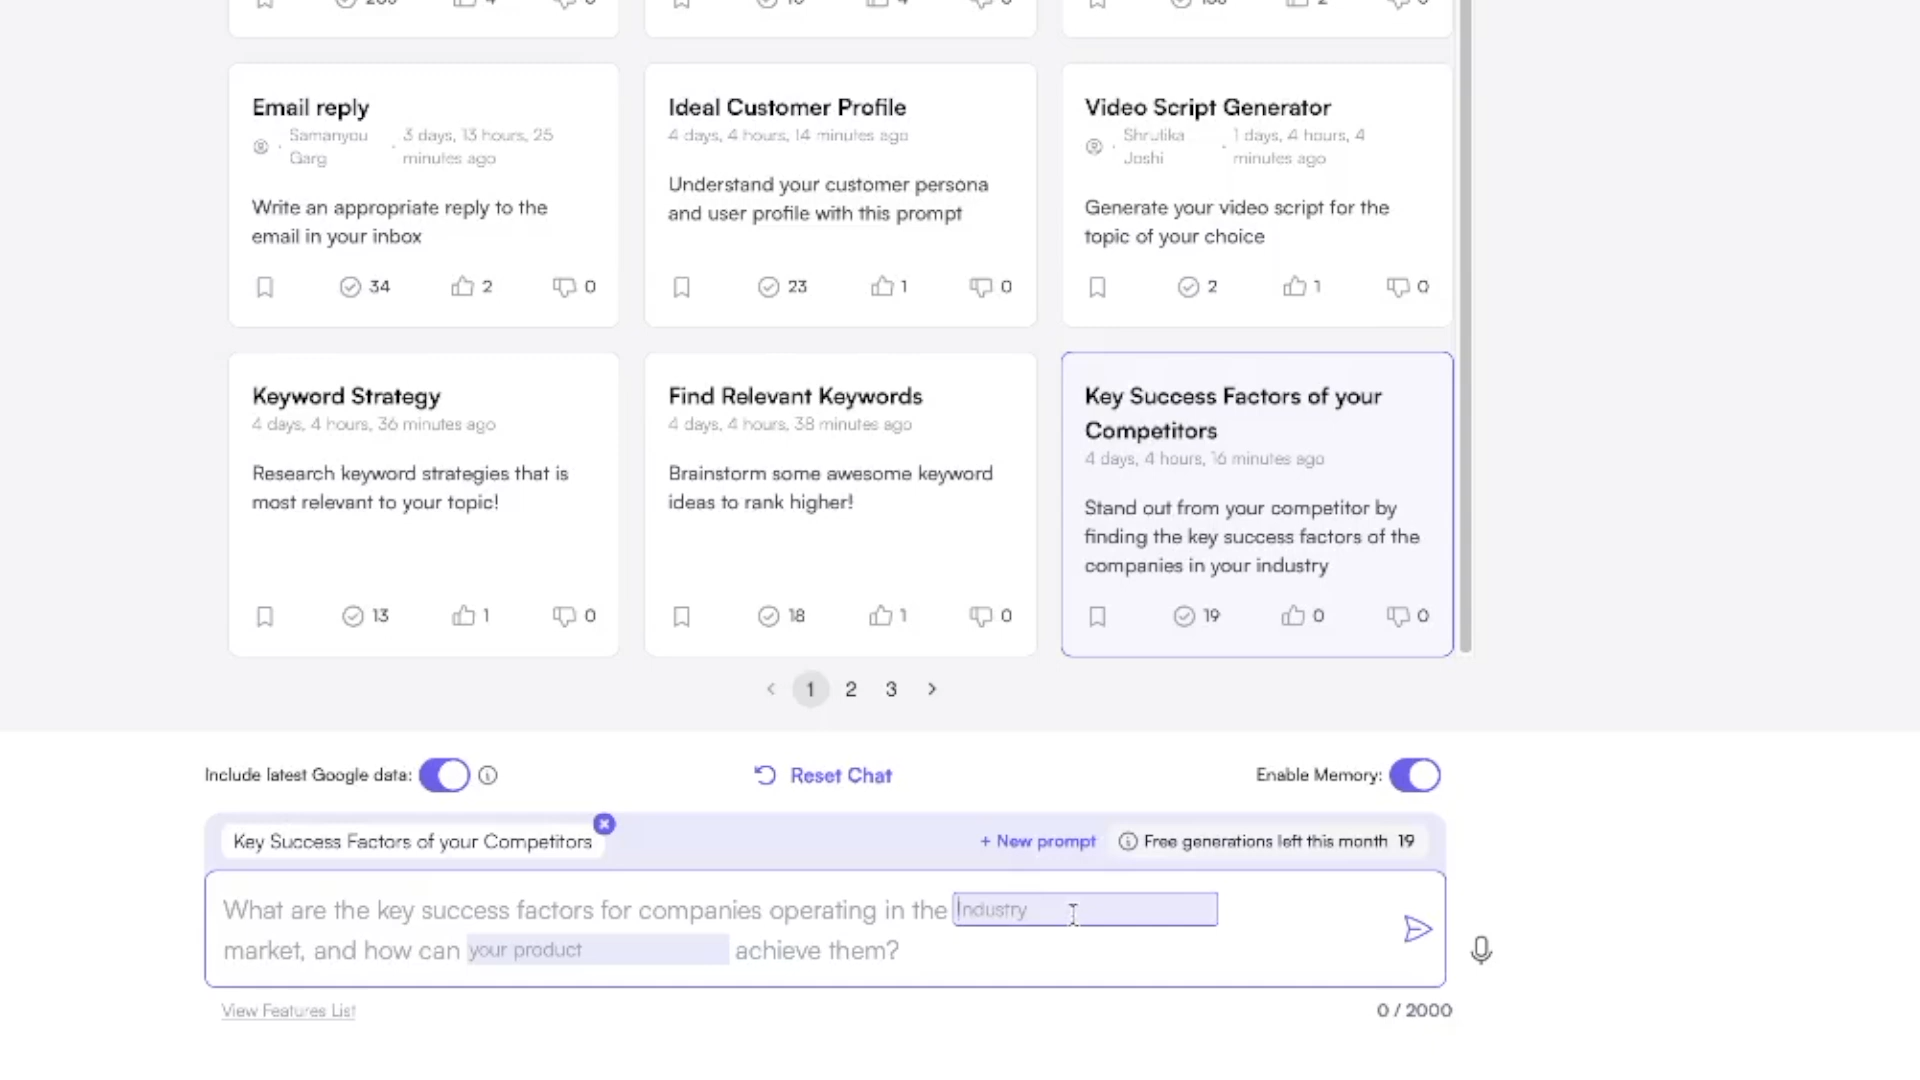 Email reply
Samanyou Garg
3 days, 13 hours, 25 minutes ago
Write an appropriate reply to the
email in your inbox
34 2 0
Ideal Customer Profile
4 days, 4 hours, 14 minutes ago
Understand your customer persona
and user profile with this prompt
23 1 0
Video Script Generator
Shrutika Joshi
1 days, 4 hours, 4 minutes ago
Generate your video script for the
topic of your choice
2 1 0
Keyword Strategy
4 days, 4 hours, 36 minutes ago
Research keyword strategies that is
most relevant to your topic!
13 1 0
Find Relevant Keywords
4 days, 4 hours, 38 minutes ago
Brainstorm some awesome keyword
ideas to rank higher!
18 1 0
Key Success Factors of your
Competitors
4 days, 4 hours, 16 minutes ago
Stand out from your competitor by
finding the key success factors of the
companies in your industry
19 0 0
1 2 3
Include latest Google data:
Reset Chat
Enable Memory:
Key Success Factors of your Competitors
+ New prompt
Free generations left this month 19
What are the key success factors for companies operating in the Industry
market, and how can your product achieve them?
View Features List
0 / 2000